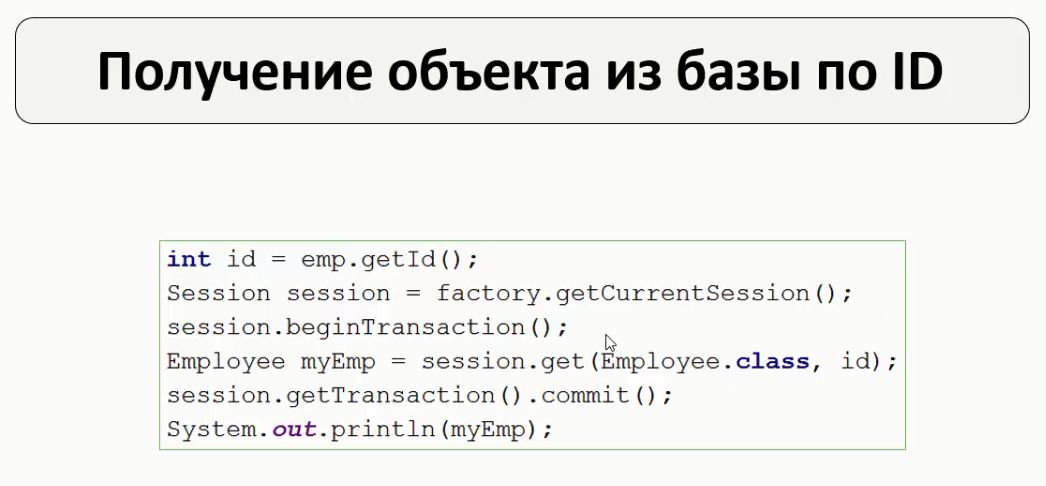 Получение объекта из базы по ID
int id = emp.getId();
Session session = factory.getCurrentSession();
session.beginTransaction();
Employee myEmp = session.get(Employee.class, id);
session.getTransaction().commit();
System.out.println(myEmp);